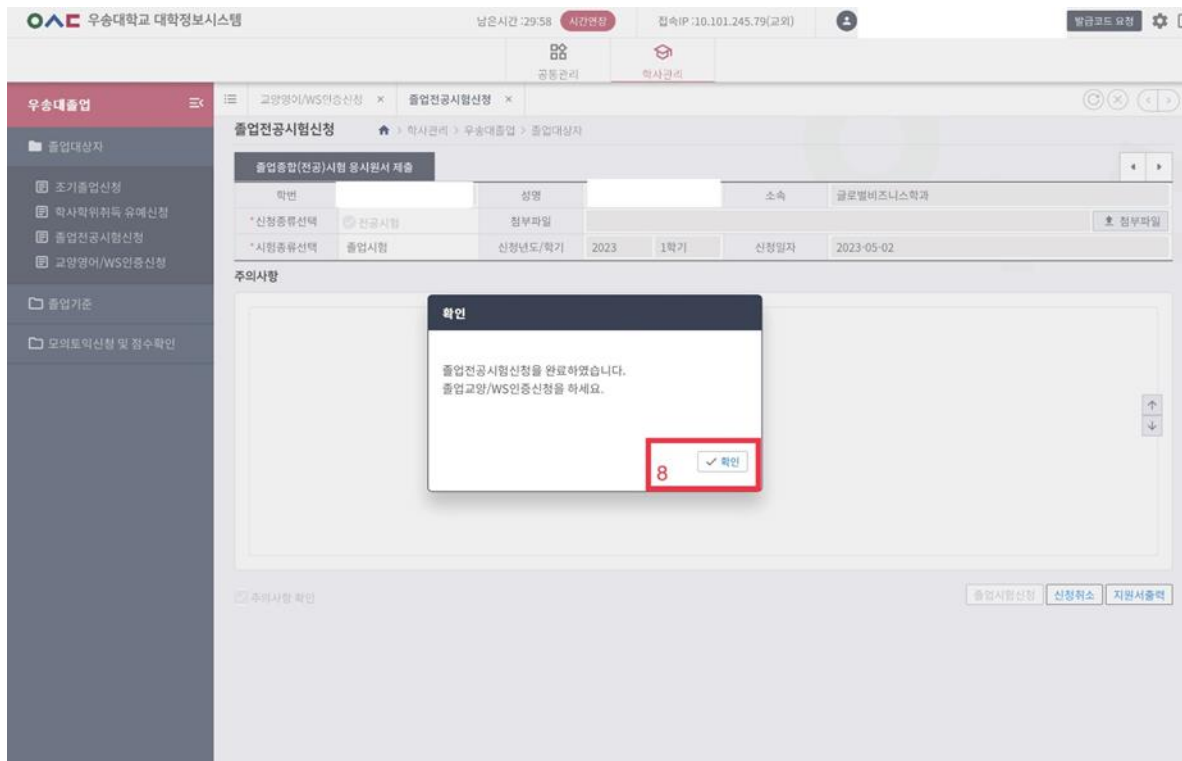 우송대학교 대학정보시스템
남은시간 :29:58 시간연장 접속IP :10.101.245.79(교외) 발급코드 요청
공통관리 학사관리
우송대졸업
교양영어/WS인증신청 × 졸업전공시험신청 ×
졸업전공시험신청 > 학사관리 > 우송대졸업 > 졸업대상자
졸업대상자
조기졸업신청
학사학위취득 유예신청
졸업전공시험신청
교양영어/WS인증신청
졸업기준
모의토익신청 및 점수확인
졸업종합(전공)시험 응시원서 제출
학번 성명 소속 글로벌비즈니스학과
*신청종류선택 전공시험 첨부파일 첨부파일
*시험종류선택 졸업시험 신청년도/학기 2023 1학기 신청일자 2023-05-02
주의사항
확인
졸업전공시험신청을 완료하였습니다.
졸업교양/WS인증신청을 하세요.
8 확인
주의사항 확인
졸업시험신청 신청취소 지원서출력